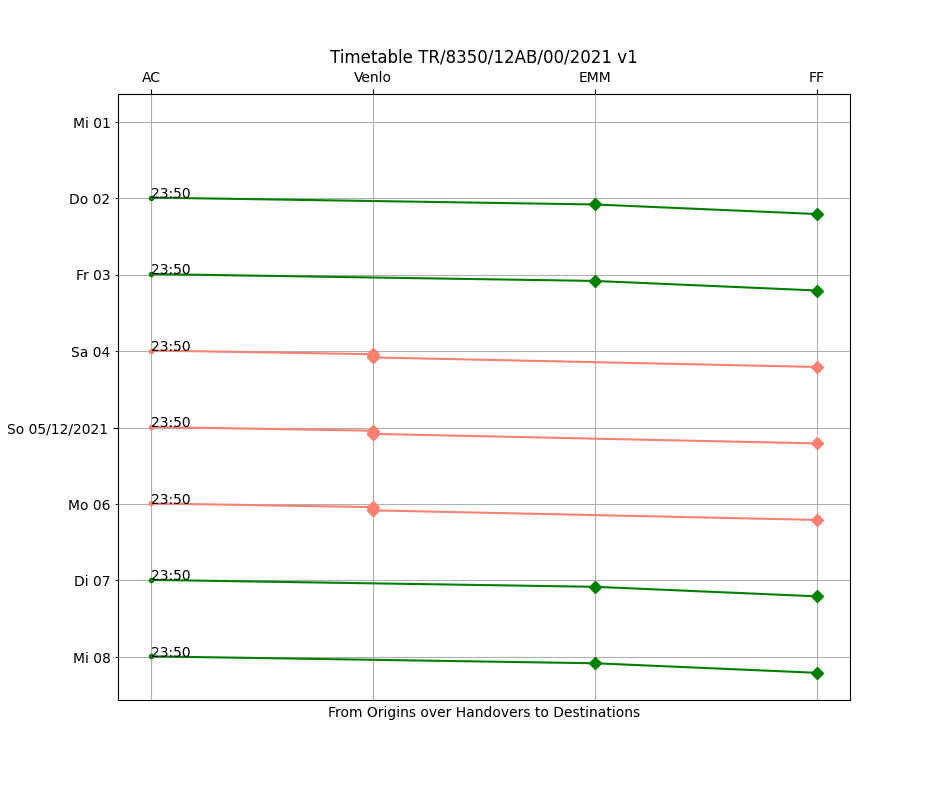 Timetable TR/8350/12AB/00/2021 v1
AC Venlo EMM FF
Mi 01
Do 02 23:50
Fr 03 23:50
Sa 04 23:50
So 05/12/2021 23:50
Mo 06 23:50
Di 07 23:50
Mi 08 23:50
From Origins over Handovers to Destinations